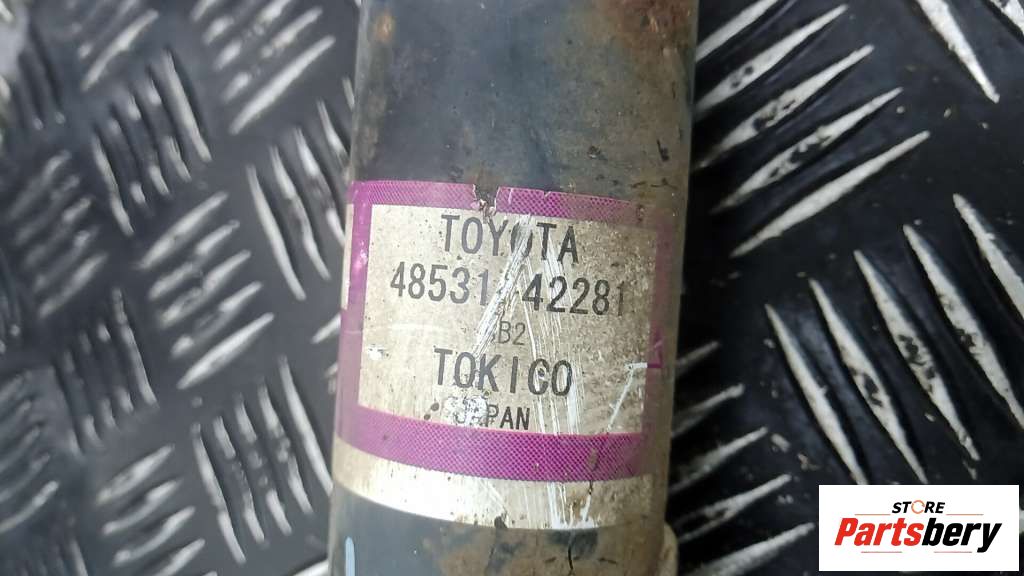 TOYOTA
48531-42281
B2
TOKICO
JAPAN
STORE
Partsbery